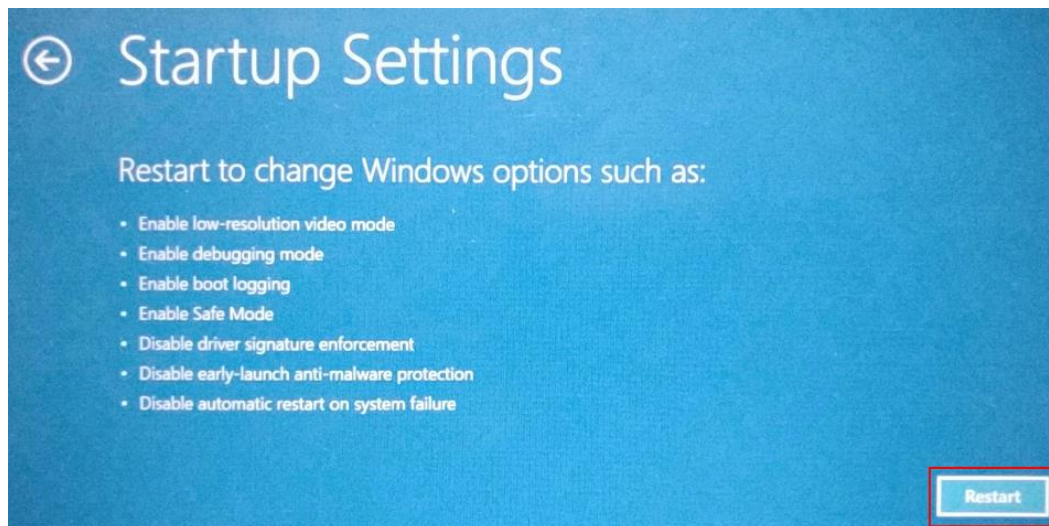 Startup Settings
Restart to change Windows options such as:
• Enable low-resolution video mode
• Enable debugging mode
• Enable boot logging
• Enable Safe Mode
• Disable driver signature enforcement
• Disable early-launch anti-malware protection
• Disable automatic restart on system failure
Restart